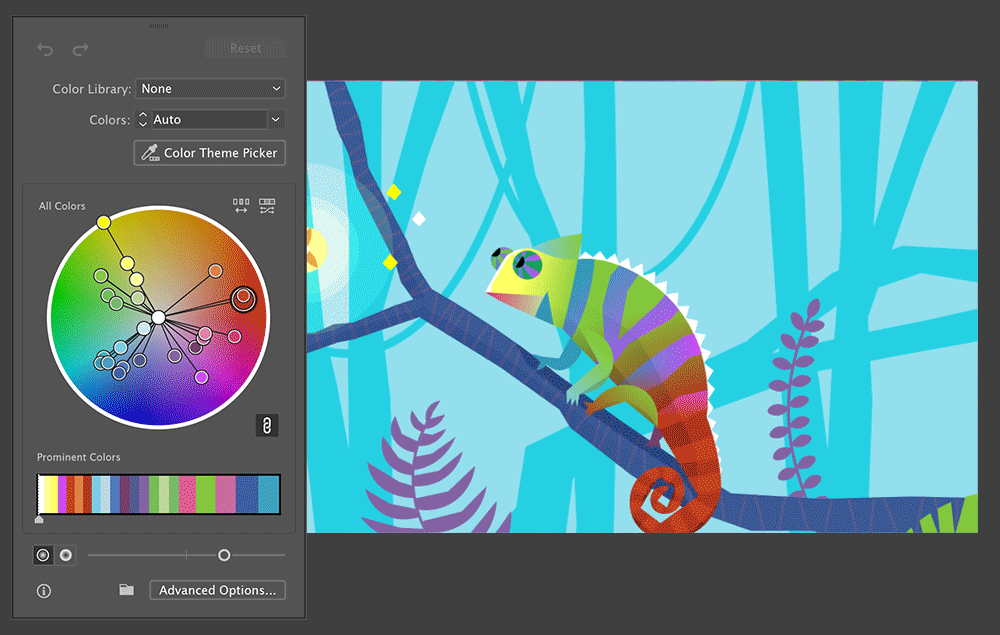 Reset
Color Library: None
Colors: Auto
Color Theme Picker
All Colors
Prominent Colors
Advanced Options...